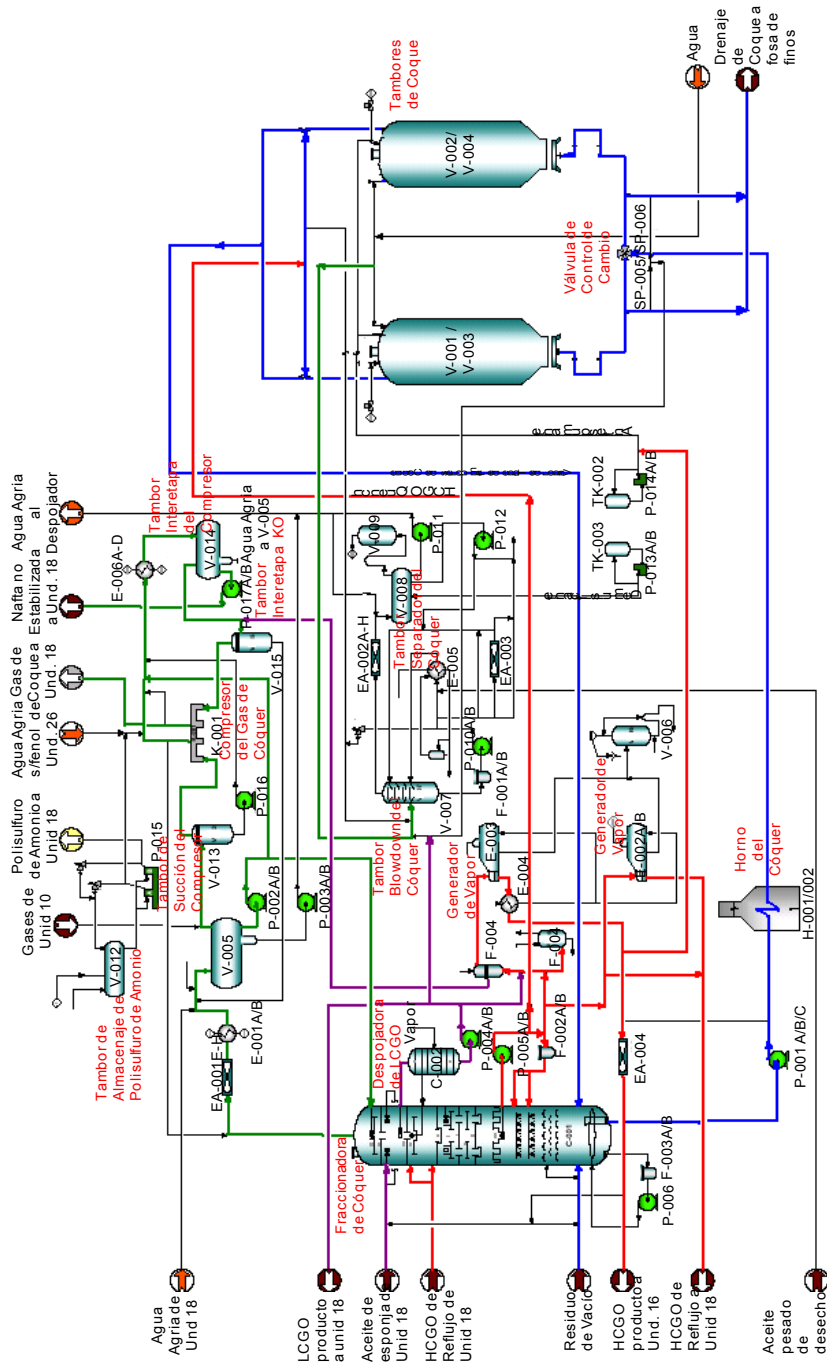 Agua
Agria de
Und 18
LCGO
producto
a unid 18
Aceite de
esponja de
Unid 18
HCGO de
Reflujo de
Unid 18
Residuo
de Vacío
HCGO
producto a
Und. 16
HCGO de
Reflujo a
Unid 18
Aceite
pesado
de
desecho
Gases de
Unid 10
Polisulfuro
de Amonio a
Unid 18
Agua Agria
s/fenol de
Und. 26
Gas de
Coque a
Und. 18
Nafta no
Estabilizada
a Und. 18
Agua Agria
al
Despojador
Agua
Drenaje
de
Coque a
fosa de
finos
V-012
Tambor de
Almacenaje de
Polisulfuro de Amonio
P-015
Tambor de
Succión del
Compresor
V-013
P-016
K-001
Compresor
del Gas de
Cóquer
E-006A-D
Tambor
Interetapa
del
Compresor
V-014
P-017A/B
Agua Agria
a V-005
Tambor
Interetapa KO
V-015
V-005
P-002A/B
P-003A/B
EA-001E-H
E-001A/B
Fraccionadora
de Cóquer
C-001
Despojadora
de LCGO
Vapor
C-002
P-004A/B
P-005A/B
F-002A/B
F-004
F-004
P-006
F-003A/B
EA-004
P-001 A/B/C
Generador
de Vapor
E-003
E-004
Generador de
Vapor
V-006
Horno
del
Cóquer
H-001/002
Tambor
Blowdown de
Cóquer
V-007
F-001A/B
P-010A/B
E-005
EA-003
EA-002A-H
Tambor
Separador del
Cóquer
V-008
V-009
P-011
P-012
TK-003
P-013A/B
TK-002
P-014A/B
Tambores
de Coque
V-001 /
V-003
V-002/
V-004
Válvula de
Control de
Cambio
SP-005/SP-006